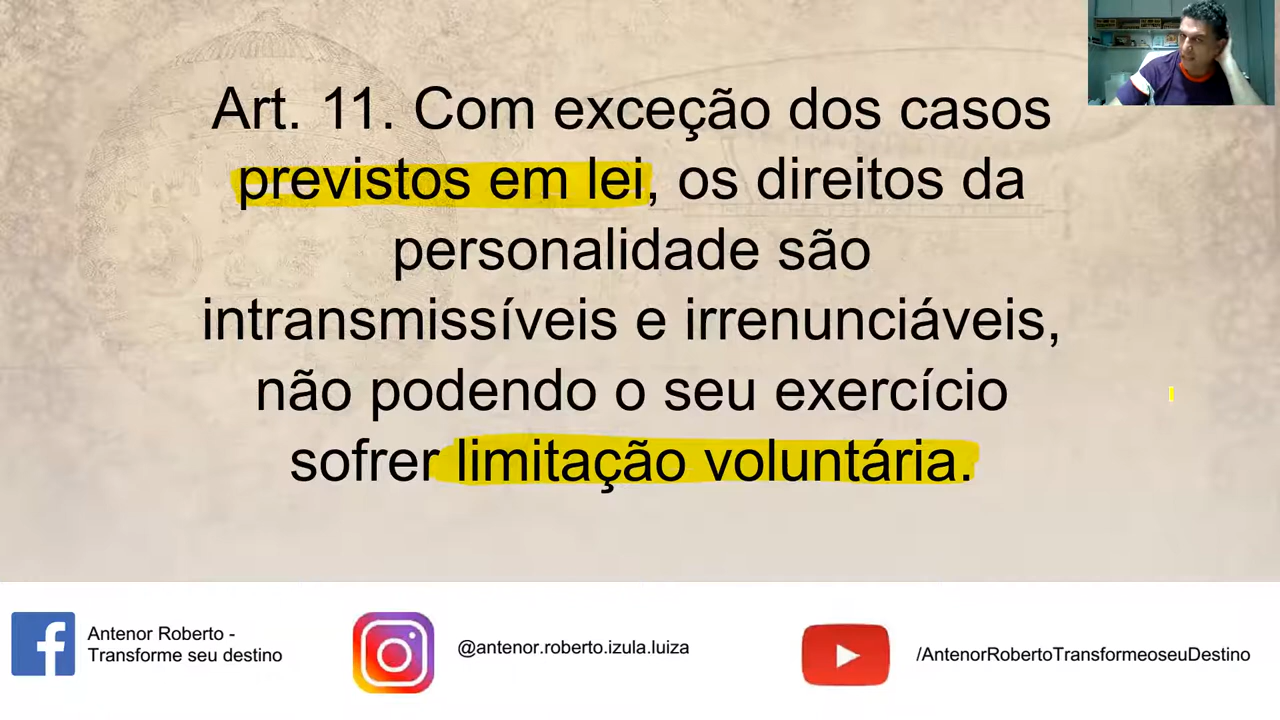 Art. 11. Com exceção dos casos
previstos em lei, os direitos da
personalidade são
intransmissíveis e irrenunciáveis,
não podendo o seu exercício
sofrer limitação voluntária.
Antenor Roberto -
Transforme seu destino
@antenor.roberto.izula.luiza
/AntenorRobertoTransformeoseuDestino